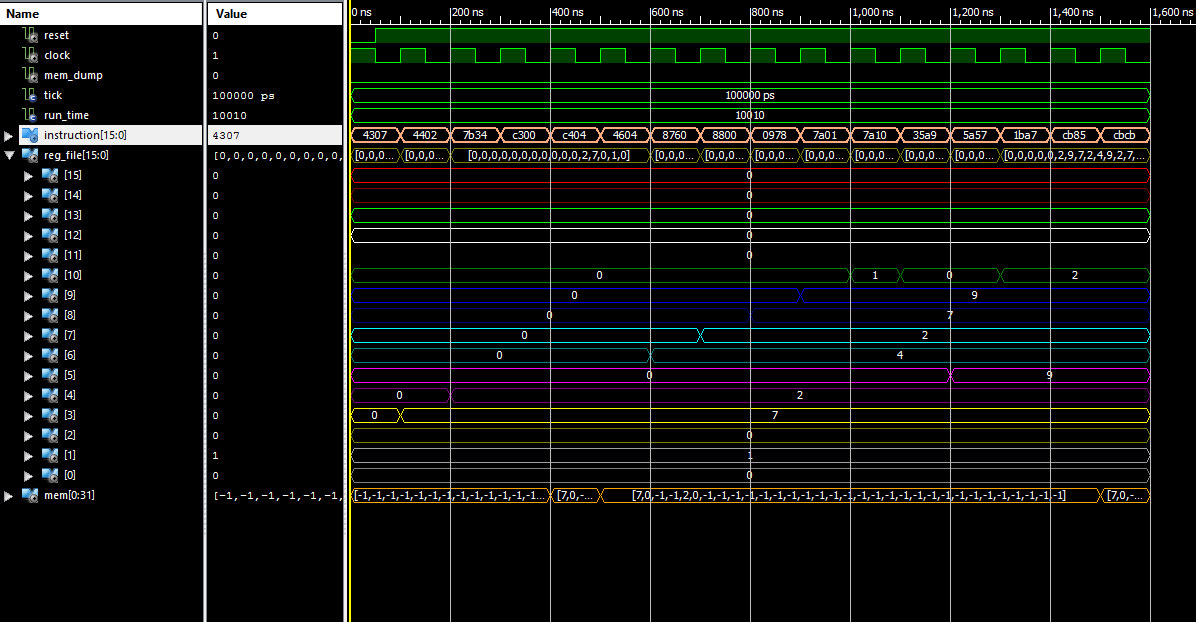 Name Value 0 ns 200 ns 400 ns 600 ns 800 ns 1,000 ns 1,200 ns 1,400 ns 1,600 ns
reset 0
clock 1
mem_dump 0
tick 100000 ps 100000 ps
run_time 10010 10010
instruction[15:0] 4307 4307 4402 7b34 c300 c404 4604 8760 8800 0978 7a01 7a10 35a9 5a57 1ba7 cb85 cbcb
reg_file[15:0] [0,0,0,0,0,0,0,0,0, [0,0,0... [0,0,0... [0,0,0,0,0,0,0,0,0,0,0,2,7,0,1,0] [0,0,0... [0,0,0... [0,0,0... [0,0,0... [0,0,0... [0,0,0... [0,0,0... [0,0,0,0,0,2,9,7,2,4,9,2,7,...
[15] 0 0
[14] 0 0
[13] 0 0
[12] 0 0
[11] 0 0
[10] 0 0 1 0 2
[9] 0 0 9
[8] 0 0 7
[7] 0 0 2
[6] 0 0 4
[5] 0 0 9
[4] 0 0 2
[3] 0 0 7
[2] 0 0
[1] 1 1
[0] 0 0
mem[0:31] [-1,-1,-1,-1,-1,-1, [-1,-1,-1,-1,-1,-1,-1,-1,-1,-1,-1,-1... [7,0,-... [7,0,-1,-1,2,0,-1,-1,-1,-1,-1,-1,-1,-1,-1,-1,-1,-1,-1,-1,-1,-1,-1,-1,-1,-1,-1,-1,-1,-1,-1,-1] [7,0,-...